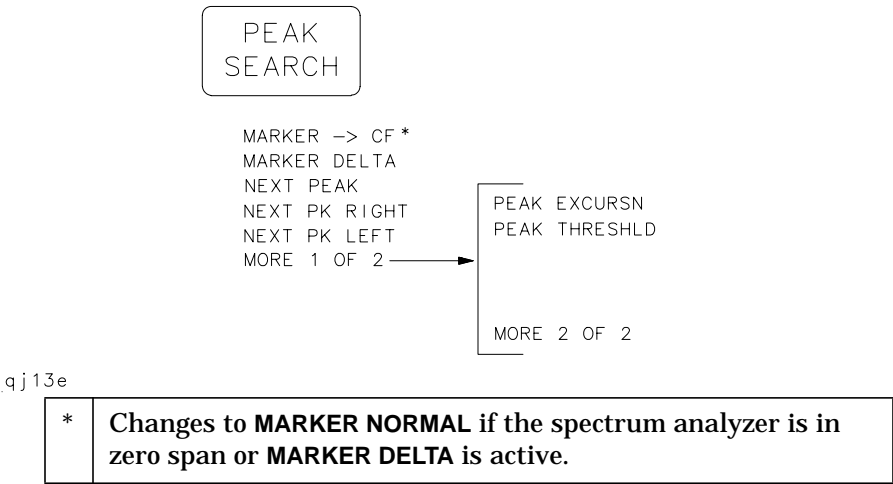 PEAK
SEARCH
MARKER -> CF*
MARKER DELTA
NEXT PEAK
NEXT PK RIGHT
NEXT PK LEFT
MORE 1 OF 2
PEAK EXCURSN
PEAK THRESHLD
MORE 2 OF 2
qj13e
* Changes to MARKER NORMAL if the spectrum analyzer is in
zero span or MARKER DELTA is active.